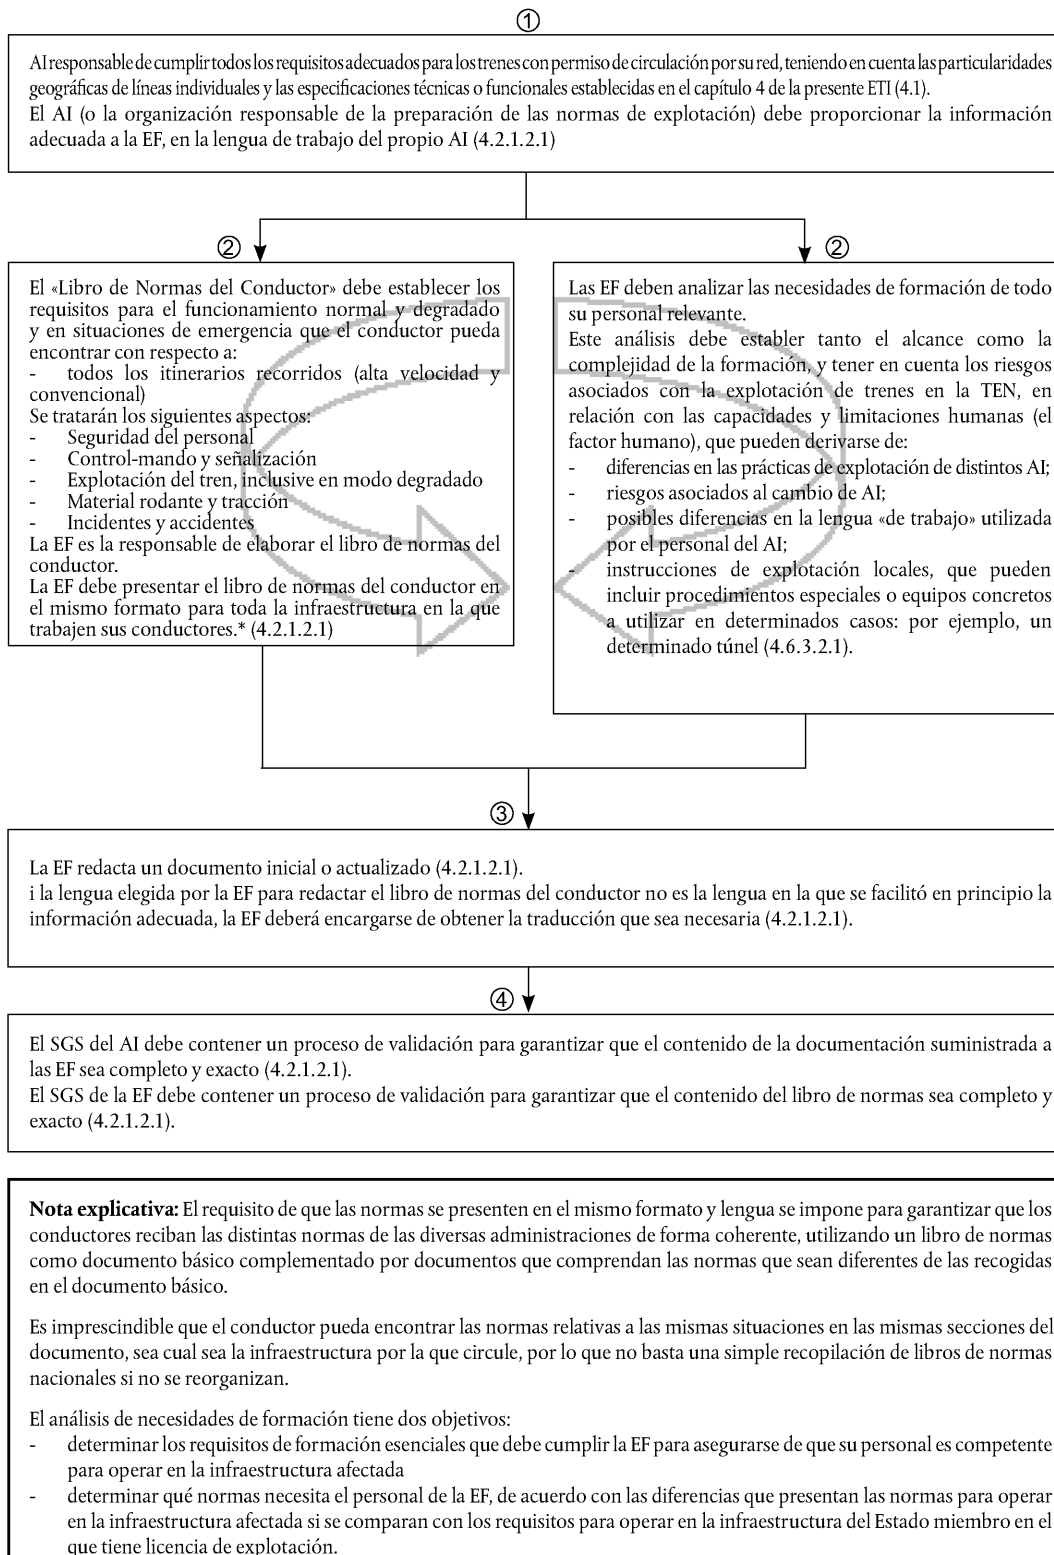 ①
AI responsable de cumplir todos los requisitos adecuados para los trenes con permiso de circulación por su red, teniendo en cuenta las particularidades
geográficas de líneas individuales y las especificaciones técnicas o funcionales establecidas en el capítulo 4 de la presente ETI (4.1).
El AI (o la organización responsable de la preparación de las normas de explotación) debe proporcionar la información
adecuada a la EF, en la lengua de trabajo del propio AI (4.2.1.2.1)
②
El «Libro de Normas del Conductor» debe establecer los
requisitos para el funcionamiento normal y degradado
y en situaciones de emergencia que el conductor pueda
encontrar con respecto a:
- todos los itinerarios recorridos (alta velocidad y
convencional)
Se tratarán los siguientes aspectos:
- Seguridad del personal
- Control-mando y señalización
- Explotación del tren, inclusive en modo degradado
- Material rodante y tracción
- Incidentes y accidentes
La EF es la responsable de elaborar el libro de normas del
conductor.
La EF debe presentar el libro de normas del conductor en
el mismo formato para toda la infraestructura en la que
trabajen sus conductores.* (4.2.1.2.1)
②
Las EF deben analizar las necesidades de formación de todo
su personal relevante.
Este análisis debe establer tanto el alcance como la
complejidad de la formación, y tener en cuenta los riesgos
asociados con la explotación de trenes en la TEN, en
relación con las capacidades y limitaciones humanas (el
factor humano), que pueden derivarse de:
- diferencias en las prácticas de explotación de distintos AI;
- riesgos asociados al cambio de AI;
- posibles diferencias en la lengua «de trabajo» utilizada
por el personal del AI;
- instrucciones de explotación locales, que pueden
incluir procedimientos especiales o equipos concretos
a utilizar en determinados casos: por ejemplo, un
determinado túnel (4.6.3.2.1).
③
La EF redacta un documento inicial o actualizado (4.2.1.2.1).
i la lengua elegida por la EF para redactar el libro de normas del conductor no es la lengua en la que se facilitó en principio la
información adecuada, la EF deberá encargarse de obtener la traducción que sea necesaria (4.2.1.2.1).
④
El SGS del AI debe contener un proceso de validación para garantizar que el contenido de la documentación suministrada a
las EF sea completo y exacto (4.2.1.2.1).
El SGS de la EF debe contener un proceso de validación para garantizar que el contenido del libro de normas sea completo y
exacto (4.2.1.2.1).
Nota explicativa: El requisito de que las normas se presenten en el mismo formato y lengua se impone para garantizar que los
conductores reciban las distintas normas de las diversas administraciones de forma coherente, utilizando un libro de normas
como documento básico complementado por documentos que comprendan las normas que sean diferentes de las recogidas
en el documento básico.
Es imprescindible que el conductor pueda encontrar las normas relativas a las mismas situaciones en las mismas secciones del
documento, sea cual sea la infraestructura por la que circule, por lo que no basta una simple recopilación de libros de normas
nacionales si no se reorganizan.
El análisis de necesidades de formación tiene dos objetivos:
- determinar los requisitos de formación esenciales que debe cumplir la EF para asegurarse de que su personal es competente
para operar en la infraestructura afectada
- determinar qué normas necesita el personal de la EF, de acuerdo con las diferencias que presentan las normas para operar
en la infraestructura afectada si se comparan con los requisitos para operar en la infraestructura del Estado miembro en el
que tiene licencia de explotación.